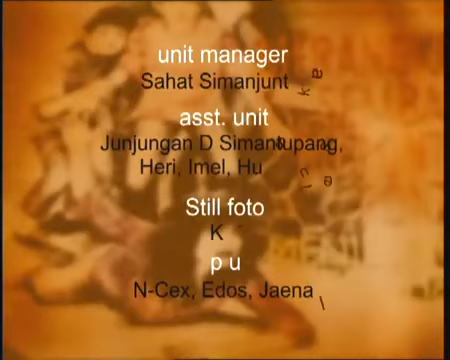 unit manager
Sahat Simanjunt
asst. unit
Junjungan D Simantupang,
Heri, Imel, Hu
Still foto
K
p u
N-Cex, Edos, Jaena